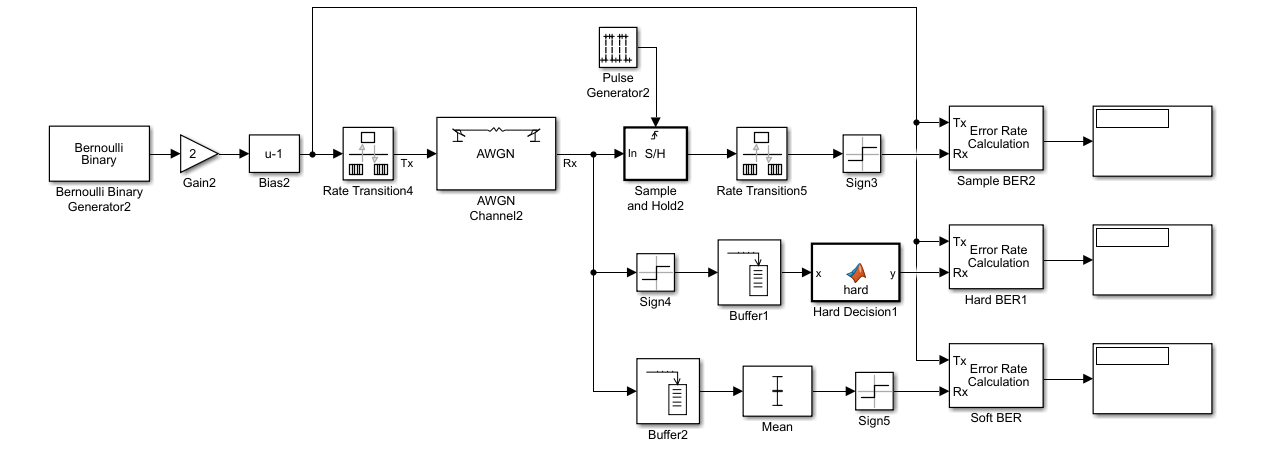 Pulse
Generator2
Bernoulli
Binary
Bernoulli Binary
Generator2
2
Gain2
u-1
Bias2
Rate Transition4
Tx
AWGN
AWGN
Channel2
Rx
In
S/H
Sample
and Hold2
Rate Transition5
Sign3
Tx
Rx
Error Rate
Calculation
Sample BER2
Sign4
Buffer1
x
hard
y
Hard Decision1
Tx
Rx
Error Rate
Calculation
Hard BER1
Buffer2
Mean
Sign5
Tx
Rx
Error Rate
Calculation
Soft BER